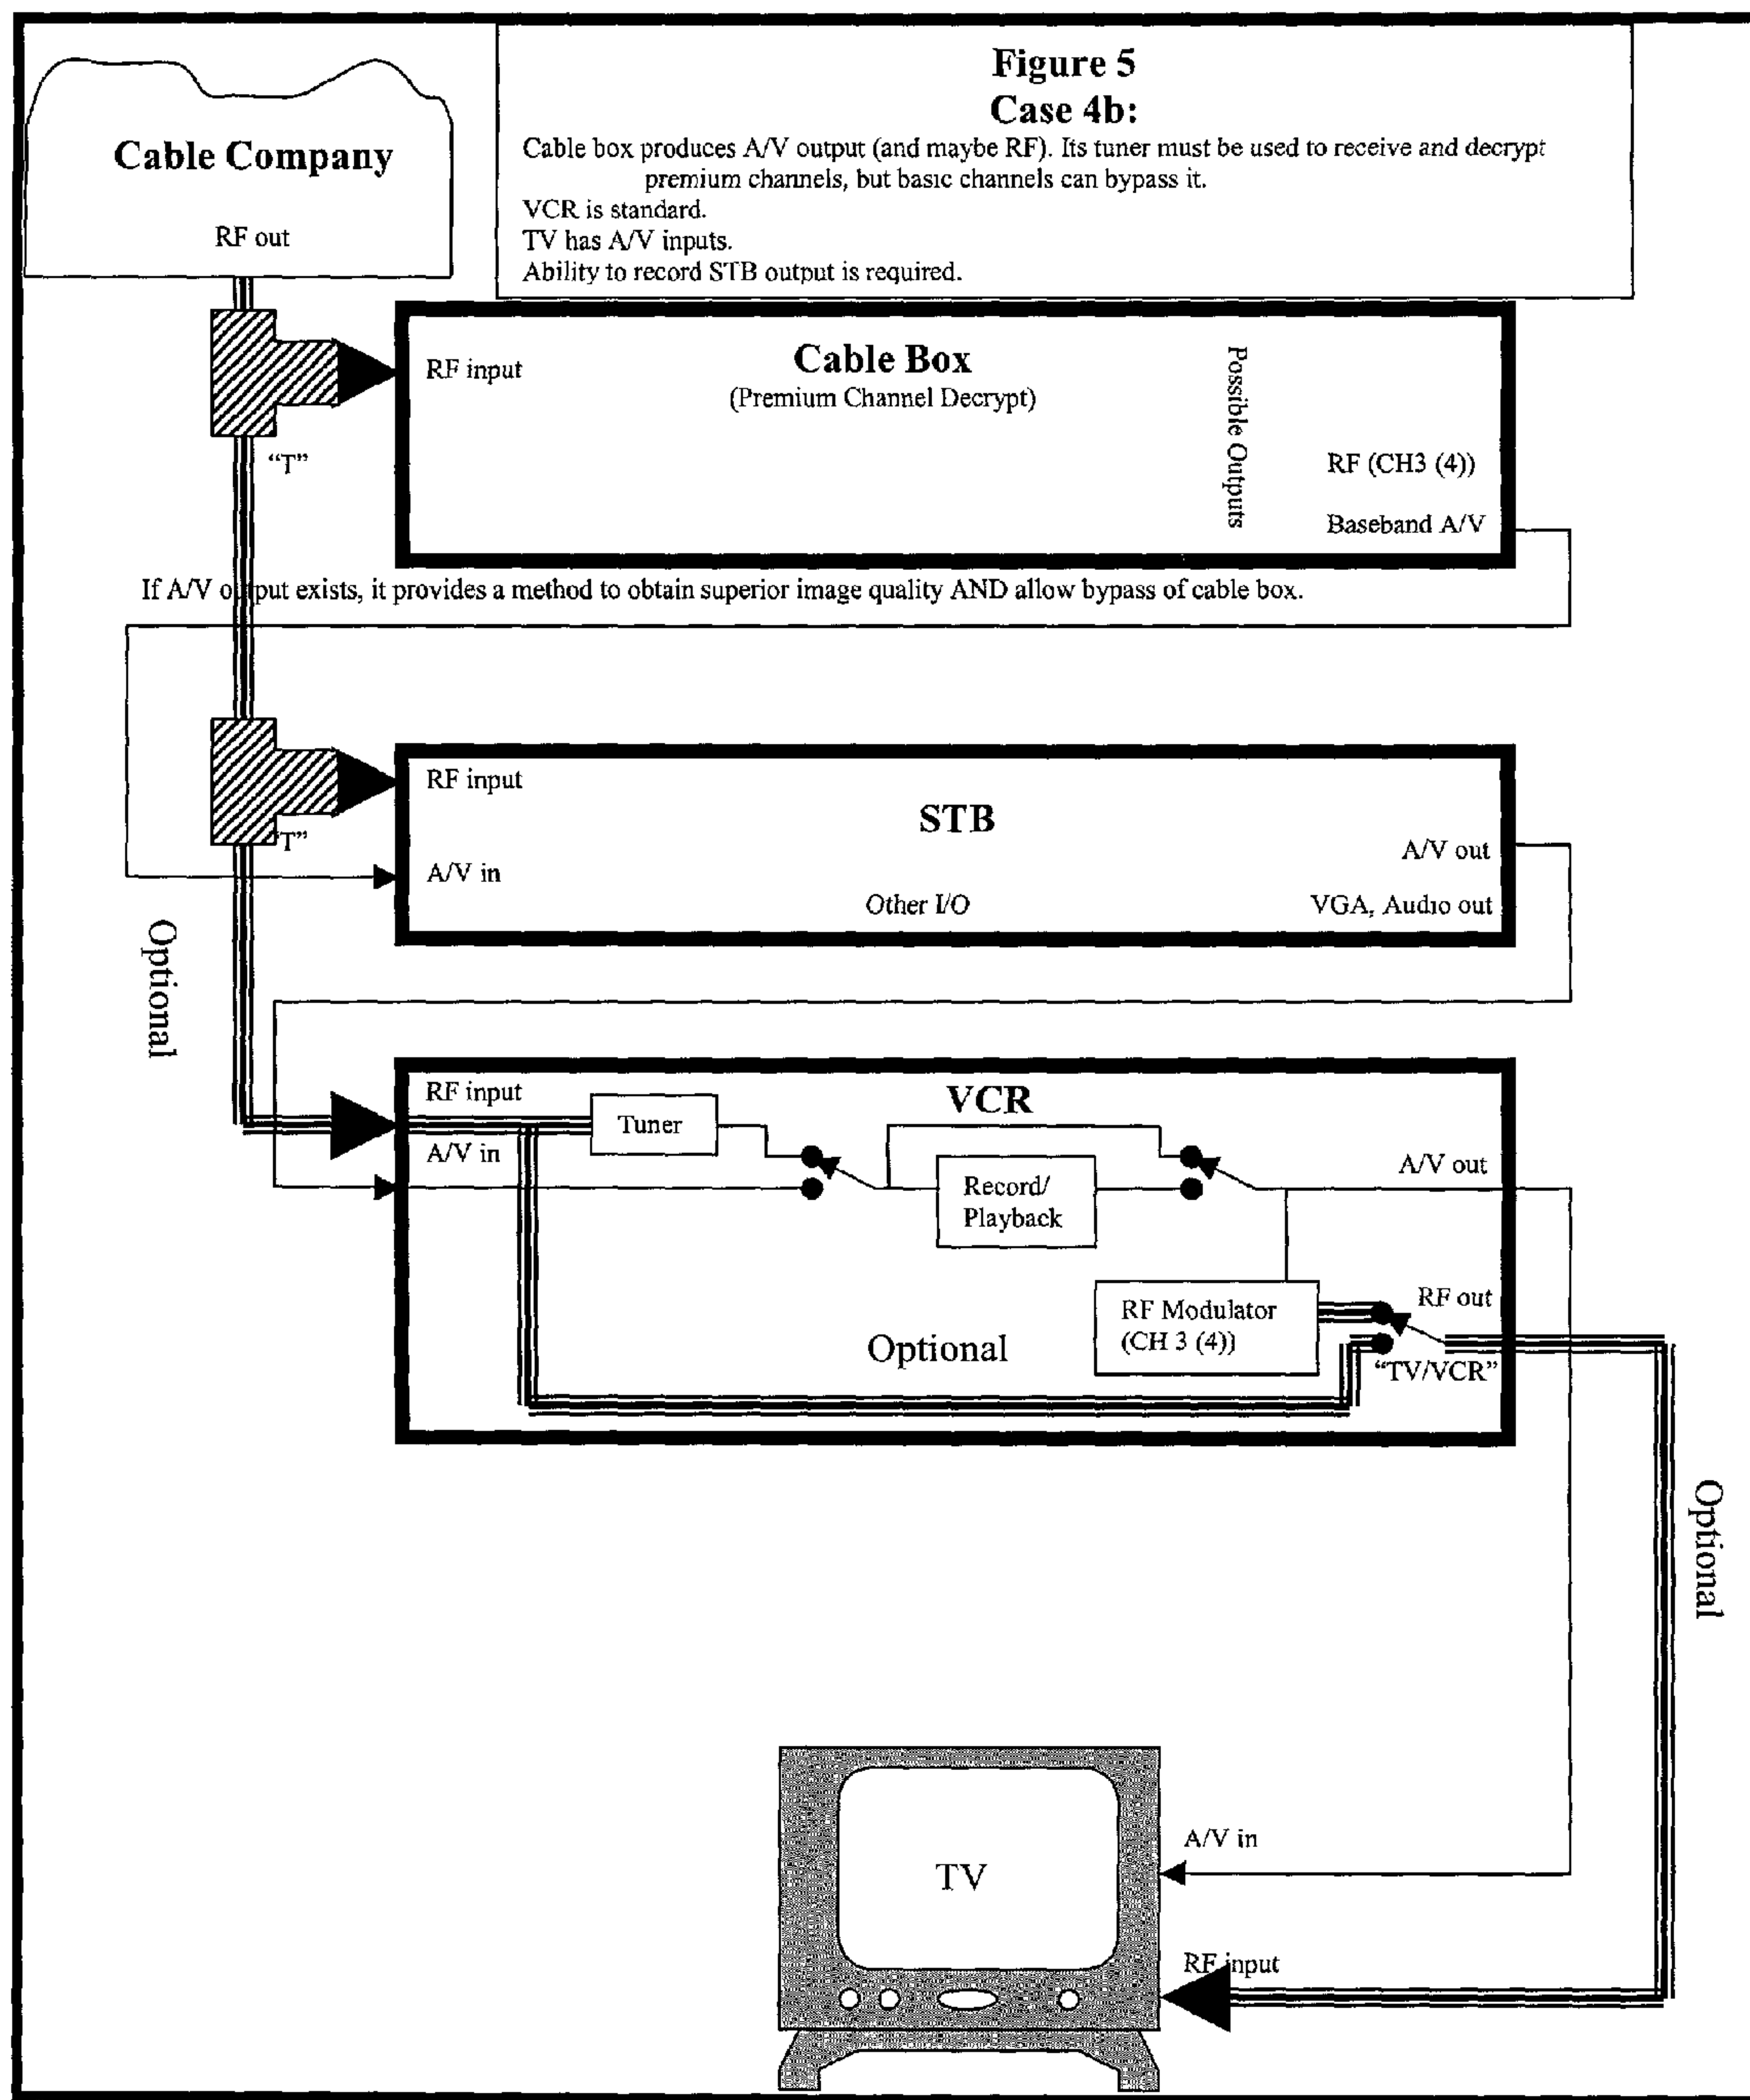 Figure 5
Case 4b:
Cable box produces A/V output (and maybe RF). Its tuner must be used to receive and decrypt
premium channels, but basic channels can bypass it.
VCR is standard.
TV has A/V inputs.
Ability to record STB output is required.
Cable Company
RF out
"T"
RF input
Cable Box
(Premium Channel Decrypt)
Possible Outputs
RF (CH3 (4))
Baseband A/V
If A/V output exists, it provides a method to obtain superior image quality AND allow bypass of cable box.
"T"
RF input
STB
A/V in
A/V out
Other I/O
VGA, Audio out
Optional
RF input
VCR
Tuner
A/V in
A/V out
Record/
Playback
RF Modulator
(CH 3 (4))
RF out
Optional
"TV/VCR"
Optional
TV
A/V in
RF input